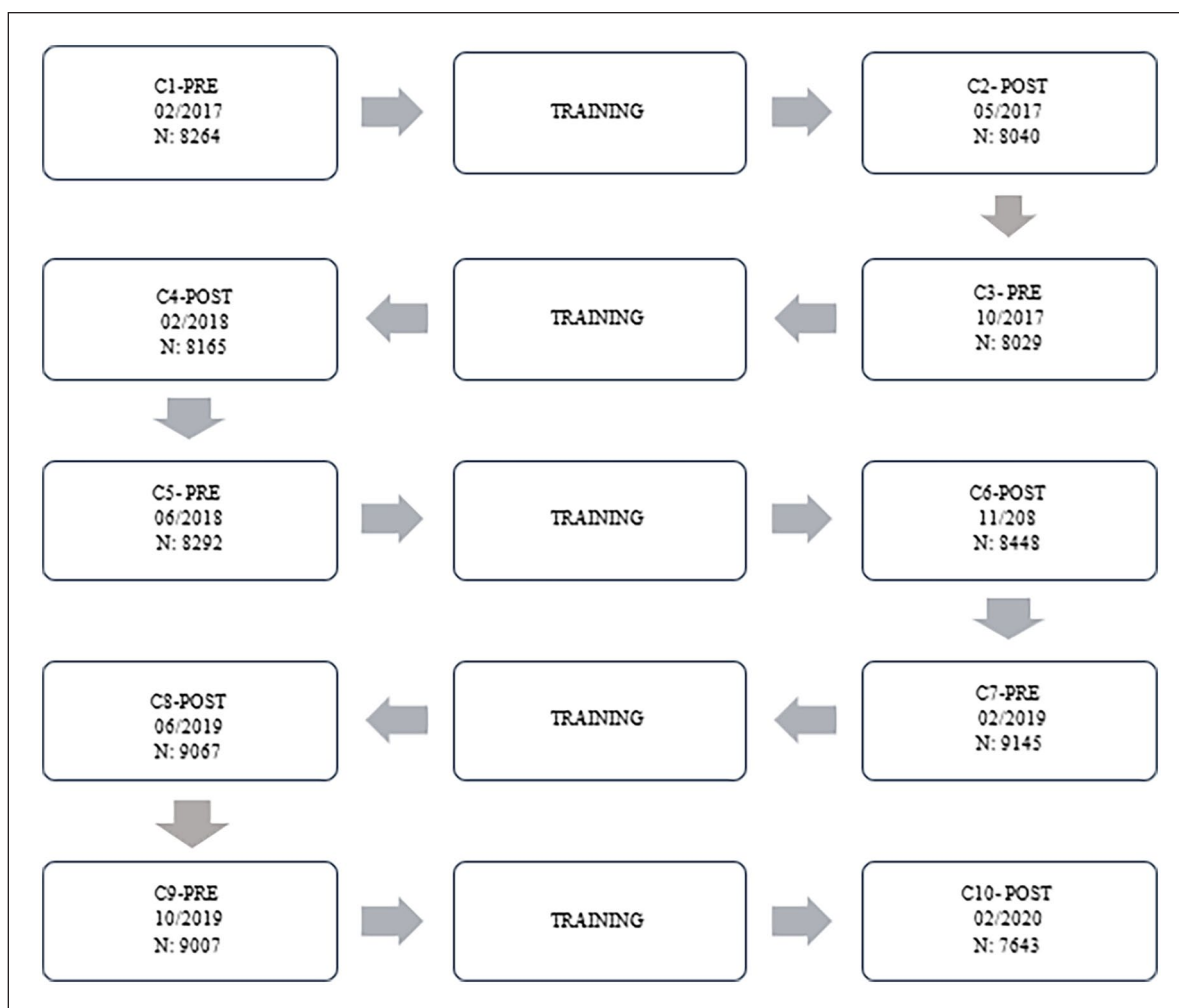 C1-PRE
02/2017
N: 8264
TRAINING
C2- POST
05/2017
N: 8040
C3- PRE
10/2017
N: 8029
TRAINING
C4-POST
02/2018
N: 8165
C5- PRE
06/2018
N: 8292
TRAINING
C6-POST
11/208
N: 8448
C7-PRE
02/2019
N: 9145
TRAINING
C8-POST
06/2019
N: 9067
C9-PRE
10/2019
N: 9007
TRAINING
C10- POST
02/2020
N: 7643